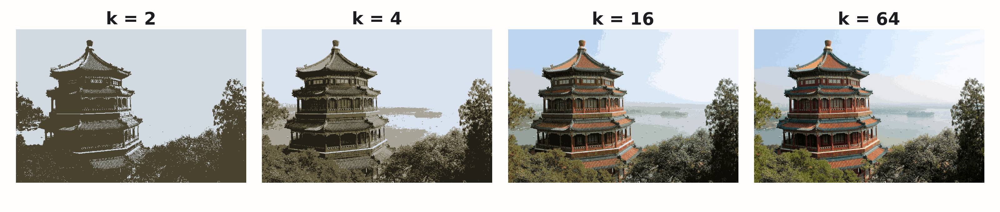 k = 2
k = 4
k = 16
k = 64